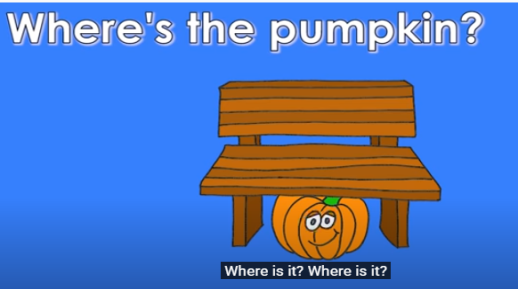 Where's the pumpkin?
Where is it? Where is it?